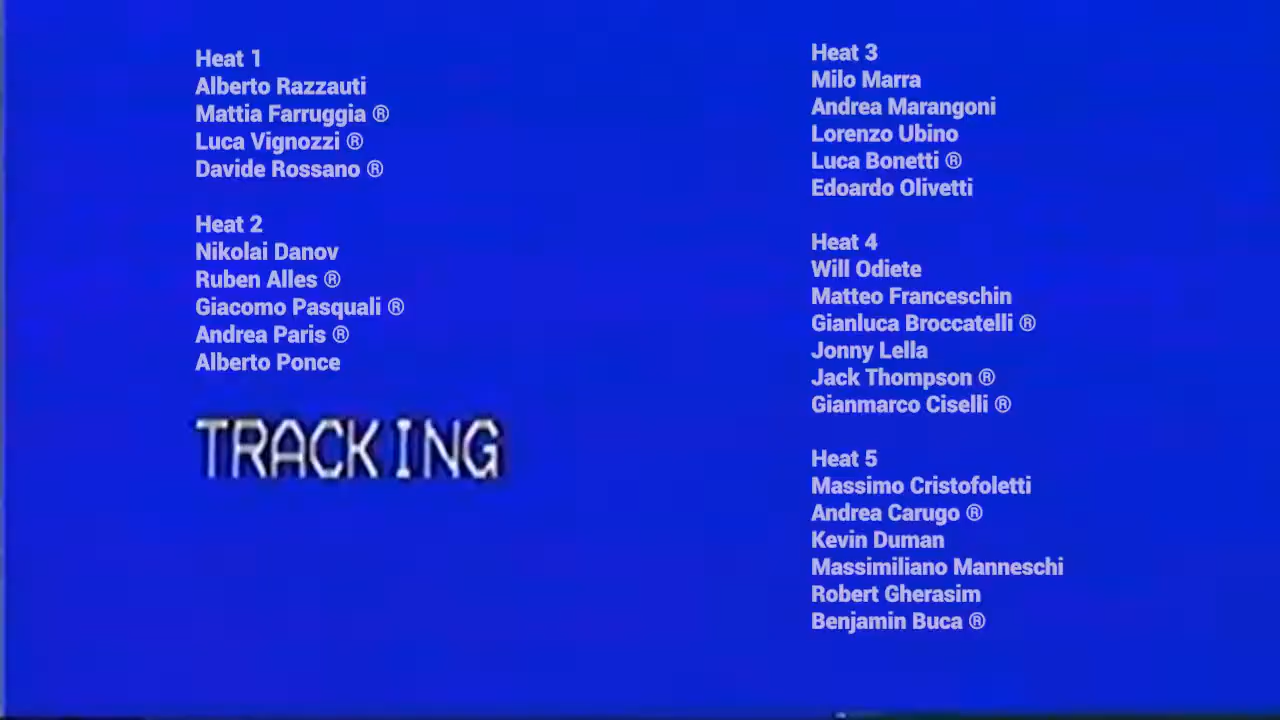 Heat 1
Alberto Razzauti
Mattia Farruggia ®
Luca Vignozzi ®
Davide Rossano ®
Heat 2
Nikolai Danov
Ruben Alles ®
Giacomo Pasquali ®
Andrea Paris ®
Alberto Ponce
TRACKING
Heat 3
Milo Marra
Andrea Marangoni
Lorenzo Ubino
Luca Bonetti ®
Edoardo Olivetti
Heat 4
Will Odiete
Matteo Franceschin
Gianluca Broccatelli ®
Jonny Lella
Jack Thompson ®
Gianmarco Ciselli ®
Heat 5
Massimo Cristofoletti
Andrea Carugo ®
Kevin Duman
Massimiliano Manneschi
Robert Gherasim
Benjamin Buca ®